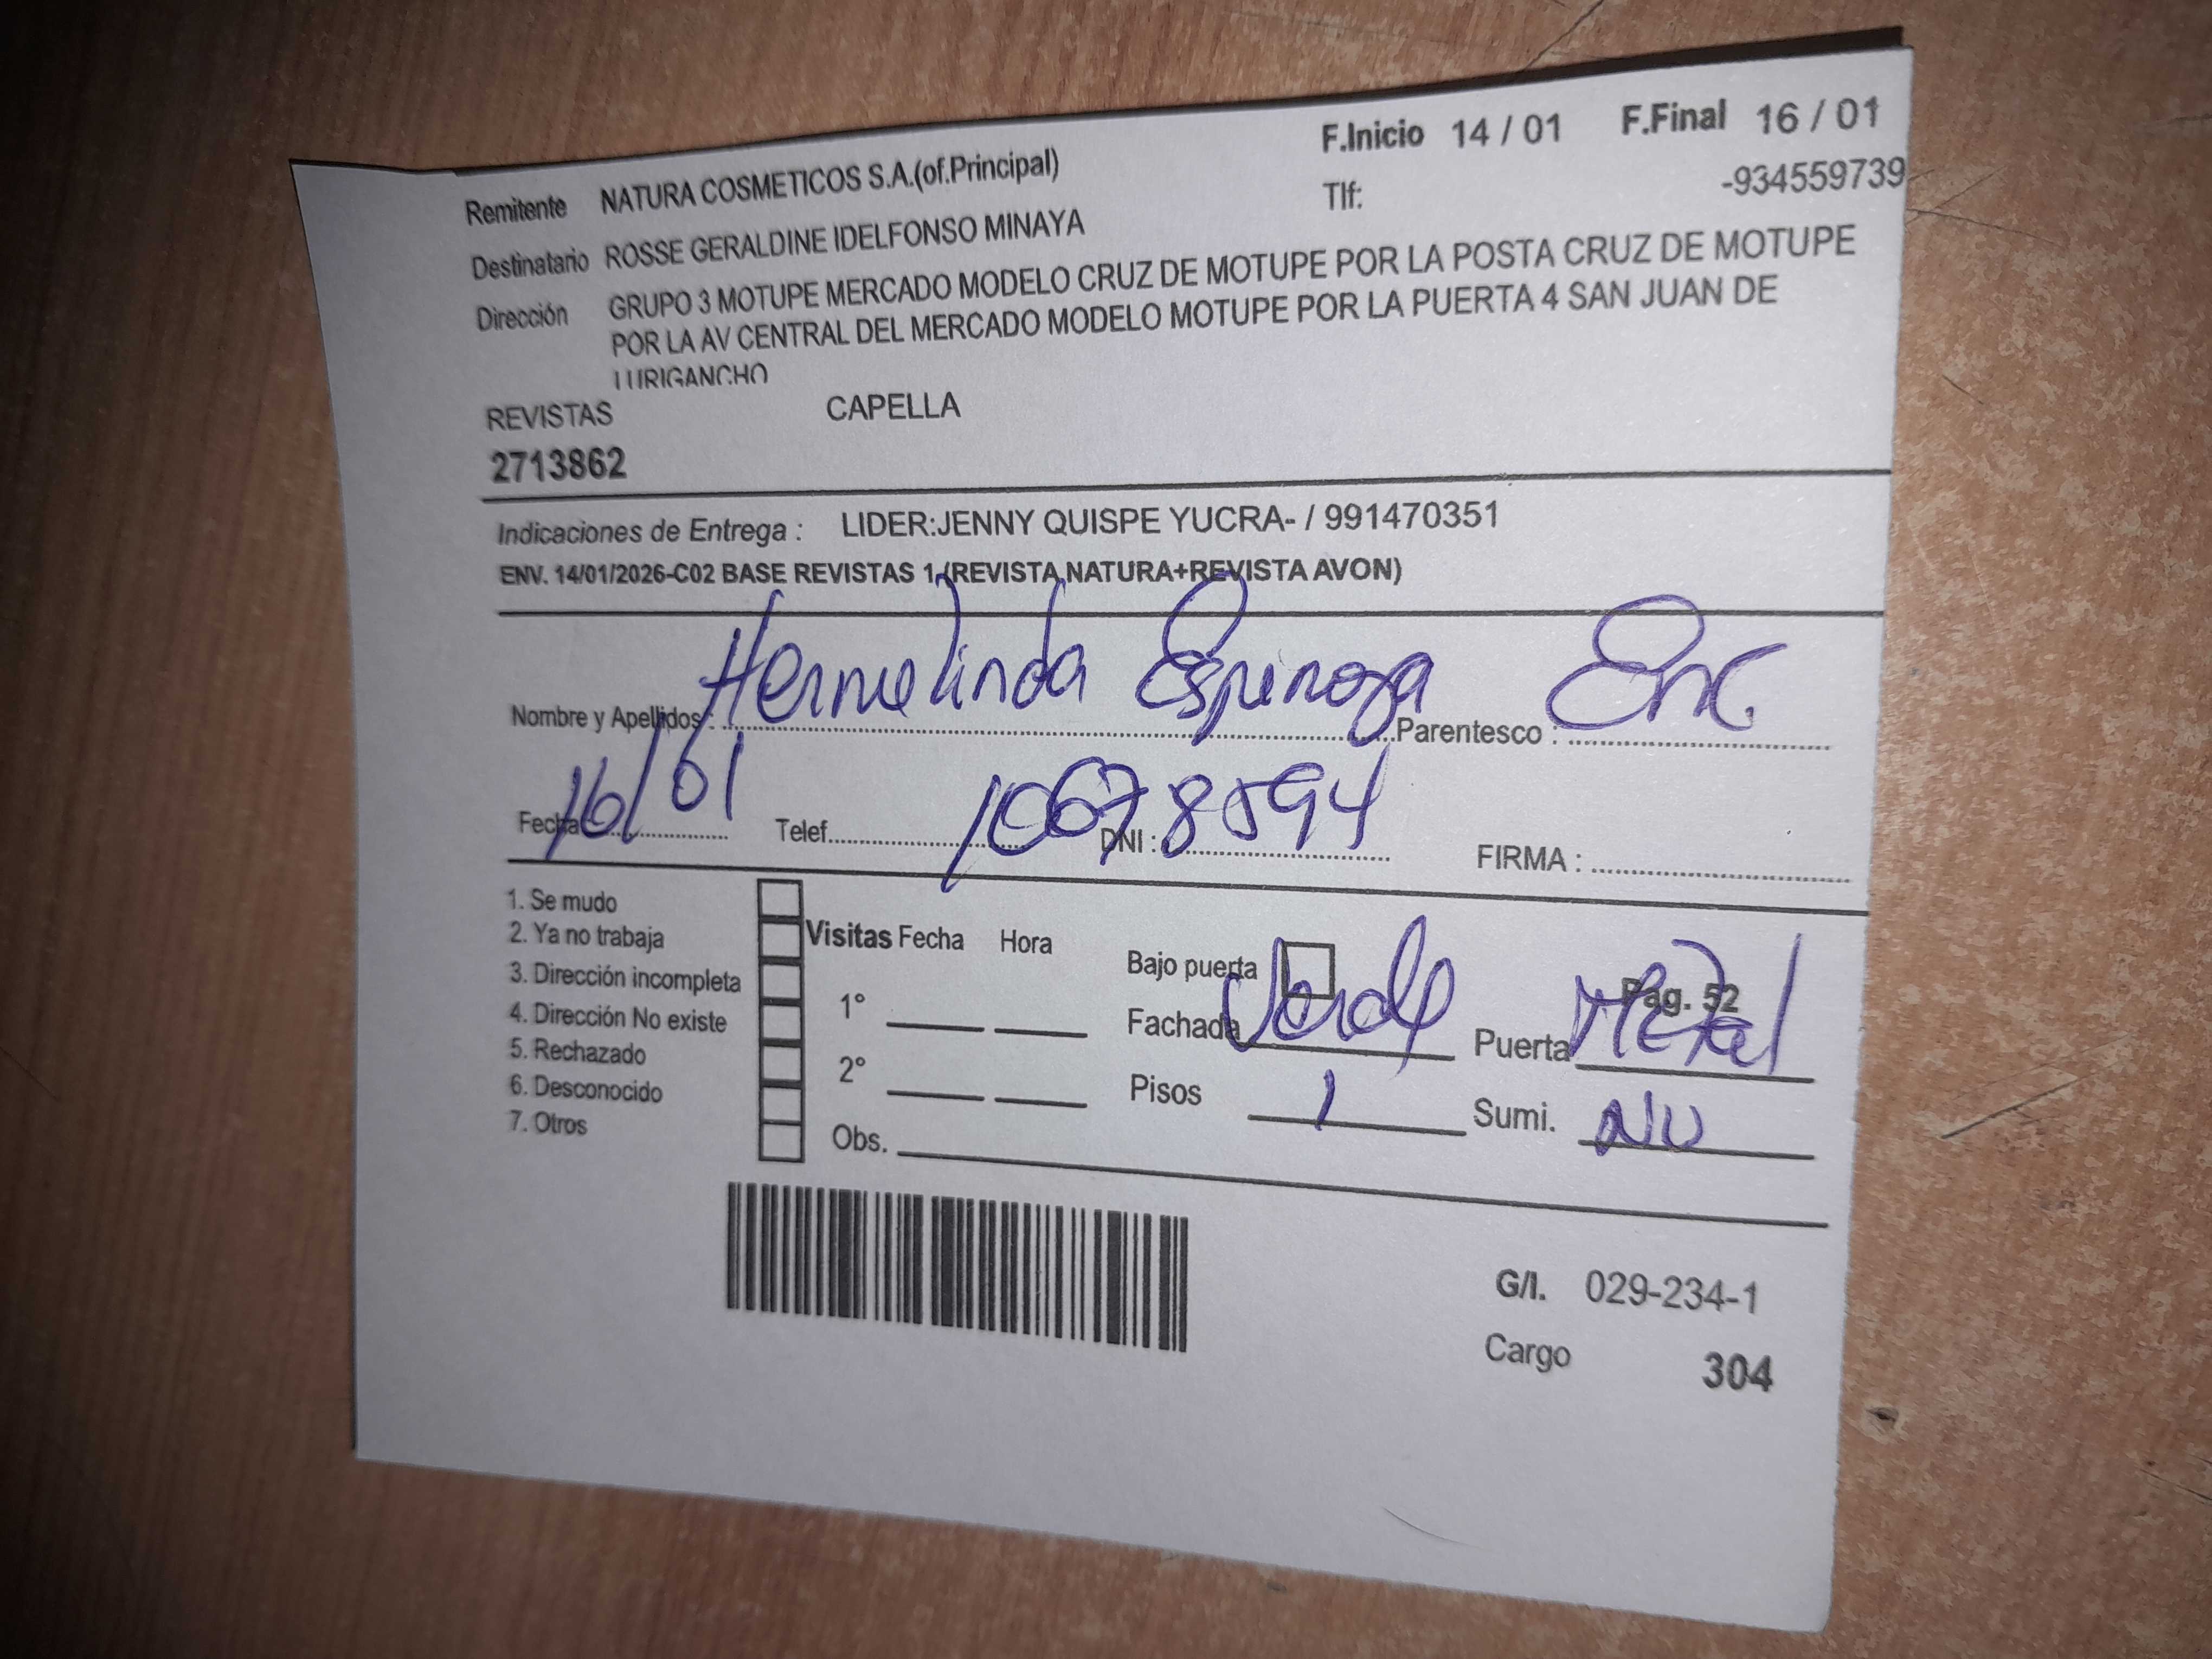 F.Inicio 14 / 01 F.Final 16 / 01
Remitente NATURA COSMETICOS S.A.(of.Principal) Tlf: -934559739
Destinatario ROSSE GERALDINE IDELFONSO MINAYA
Dirección GRUPO 3 MOTUPE MERCADO MODELO CRUZ DE MOTUPE POR LA POSTA CRUZ DE MOTUPE
POR LA AV CENTRAL DEL MERCADO MODELO MOTUPE POR LA PUERTA 4 SAN JUAN DE
LURIGANCHO
REVISTAS CAPELLA
2713862
Indicaciones de Entrega : LIDER:JENNY QUISPE YUCRA- / 991470351
ENV. 14/01/2026-C02 BASE REVISTAS 1 (REVISTA NATURA+REVISTA AVON)
Nombre y Apellidos : Hermelinda Espinoza Parentesco : Enc.
Fecha 16/01 Telef. DNI : 10678594 FIRMA :
1. Se mudo
2. Ya no trabaja
3. Dirección incompleta
4. Dirección No existe
5. Rechazado
6. Desconocido
7. Otros
Visitas Fecha Hora
1°
2°
Obs.
Bajo puerta Pag. 52
Fachada Verde Puerta Metal
Pisos 1 Sumi. NU
G/I. 029-234-1
Cargo 304